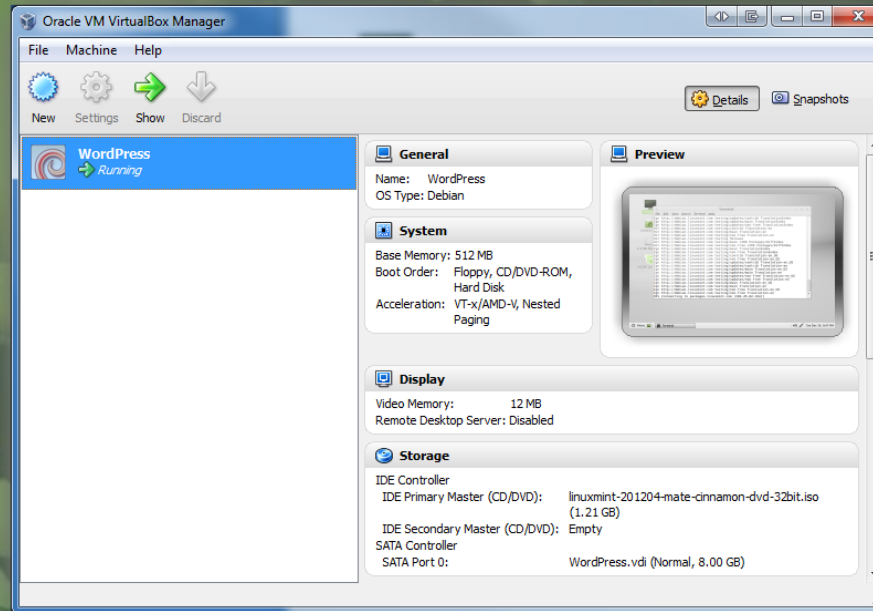 Oracle VM VirtualBox Manager
File Machine Help
New Settings Show Discard
Details Snapshots
WordPress
Running
General
Name: WordPress
OS Type: Debian
System
Base Memory: 512 MB
Boot Order: Floppy, CD/DVD-ROM,
Hard Disk
Acceleration: VT-x/AMD-V, Nested
Paging
Preview
Display
Video Memory: 12 MB
Remote Desktop Server: Disabled
Storage
IDE Controller
IDE Primary Master (CD/DVD): linuxmint-201204-mate-cinnamon-dvd-32bit.iso
(1.21 GB)
IDE Secondary Master (CD/DVD): Empty
SATA Controller
SATA Port 0: WordPress.vdi (Normal, 8.00 GB)